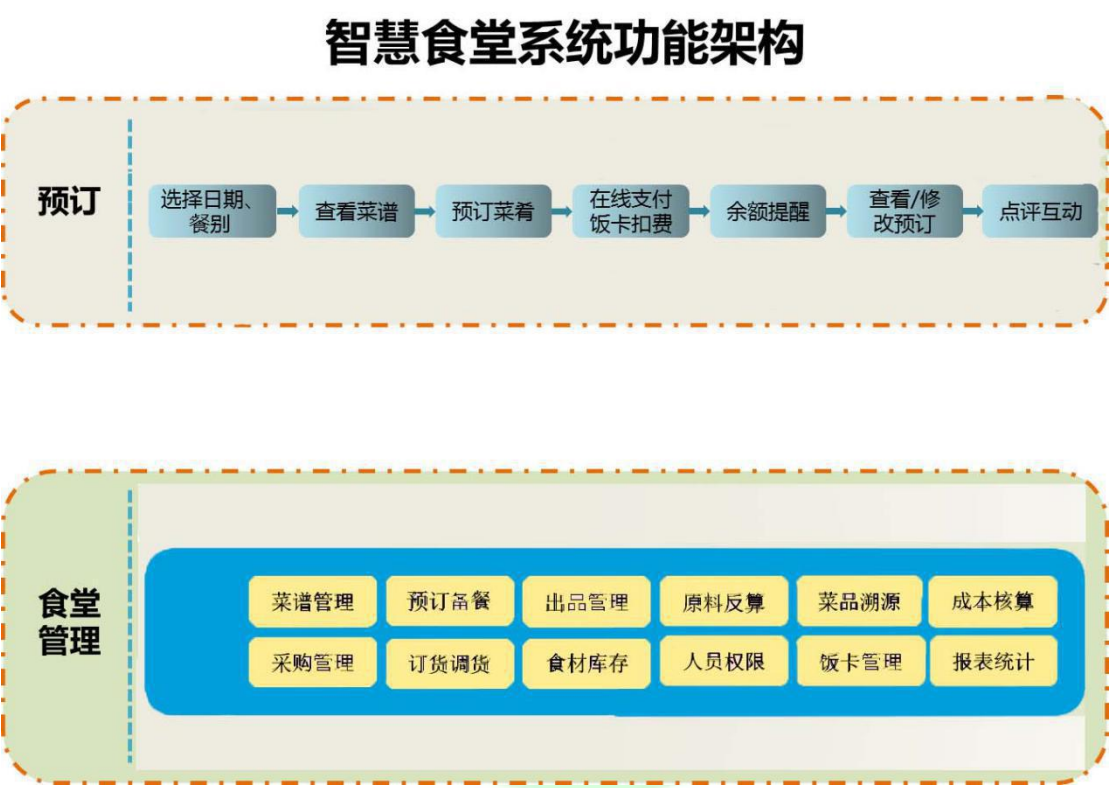 智慧食堂系统功能架构
预订
选择日期、
餐别
查看菜谱
预订菜肴
在线支付
饭卡扣费
余额提醒
查看/修
改预订
点评互动
食堂
管理
菜谱管理
预订备餐
出品管理
原料反算
菜品溯源
成本核算
采购管理
订货调货
食材库存
人员权限
饭卡管理
报表统计